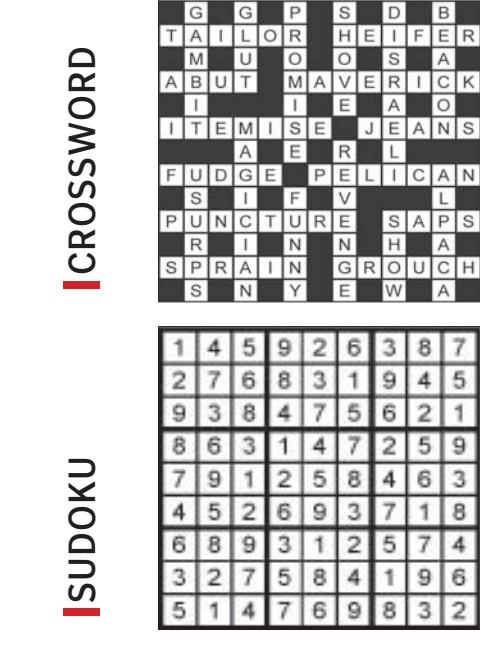 CROSSWORD
G G P S D B
TAILOR HEIFER
M U O O S A
ABUT MAVERICK
I I E A O
ITEMISE JEANS
A E R L
FUDGE PELICAN
S I F V L
PUNCTURE SAPS
R I N N H A
SPRAIN GROUCH
S N Y E W A
SUDOKU
1 4 5 9 2 6 3 8 7
2 7 6 8 3 1 9 4 5
9 3 8 4 7 5 6 2 1
8 6 3 1 4 7 2 5 9
7 9 1 2 5 8 4 6 3
4 5 2 6 9 3 7 1 8
6 8 9 3 1 2 5 7 4
3 2 7 5 8 4 1 9 6
5 1 4 7 6 9 8 3 2